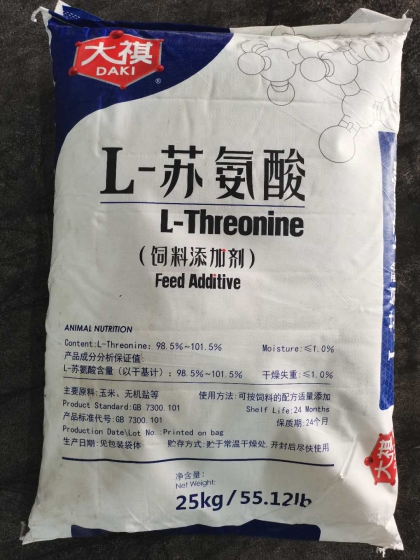 大祺
DAKI
®
L-苏氨酸
L-Threonine
(饲料添加剂)
Feed Additive
ANIMAL NUTRITION
Content:L-Threonine: 98.5%~101.5% Moisture:≤1.0%
产品成分分析保证值:
L-苏氨酸含量(以干基计): 98.5%~101.5% 干燥失重:≤1.0%
主要原料:玉米、无机盐等 使用方法:可按饲料的配方适量添加
Product Standard:GB 7300.101 Shelf Life:24 Months
产品标准代号:GB 7300.101 保质期:24个月
Production Date\Lot No.:Printed on bag
生产日期:见包装袋体 贮存方式:贮于常温干燥处,开封后尽快使用
净含量:
Net Weight:
25kg/55.12lb
大祺